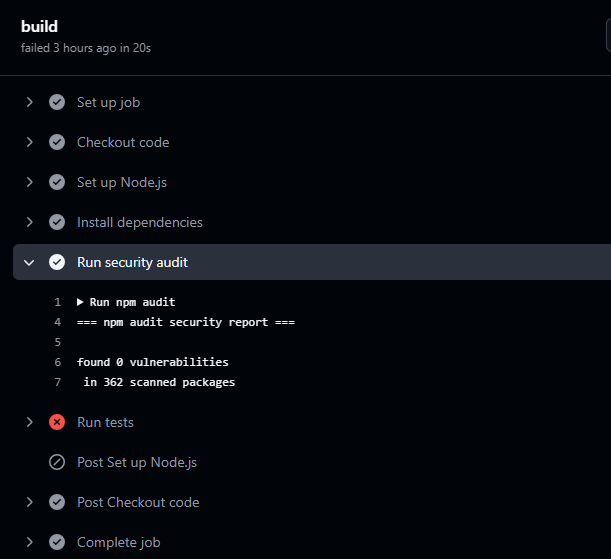 build
failed 3 hours ago in 20s
Set up job
Checkout code
Set up Node.js
Install dependencies
Run security audit
1 ▶ Run npm audit
4 === npm audit security report ===
5
6 found 0 vulnerabilities
7 in 362 scanned packages
Run tests
Post Set up Node.js
Post Checkout code
Complete job